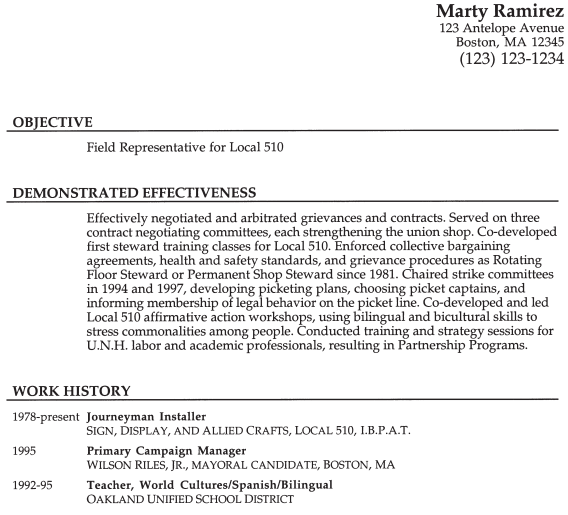 Marty Ramirez
123 Antelope Avenue
Boston, MA 12345
(123) 123-1234
OBJECTIVE
Field Representative for Local 510
DEMONSTRATED EFFECTIVENESS
Effectively negotiated and arbitrated grievances and contracts. Served on three
contract negotiating committees, each strengthening the union shop. Co-developed
first steward training classes for Local 510. Enforced collective bargaining
agreements, health and safety standards, and grievance procedures as Rotating
Floor Steward or Permanent Shop Steward since 1981. Chaired strike committees
in 1994 and 1997, developing picketing plans, choosing picket captains, and
informing membership of legal behavior on the picket line. Co-developed and led
Local 510 affirmative action workshops, using bilingual and bicultural skills to
stress commonalities among people. Conducted training and strategy sessions for
U.N.H. labor and academic professionals, resulting in Partnership Programs.
WORK HISTORY
1978-present Journeyman Installer
SIGN, DISPLAY, AND ALLIED CRAFTS, LOCAL 510, I.B.P.A.T.
1995 Primary Campaign Manager
WILSON RILES, JR., MAYORAL CANDIDATE, BOSTON, MA
1992-95 Teacher, World Cultures/Spanish/Bilingual
OAKLAND UNIFIED SCHOOL DISTRICT